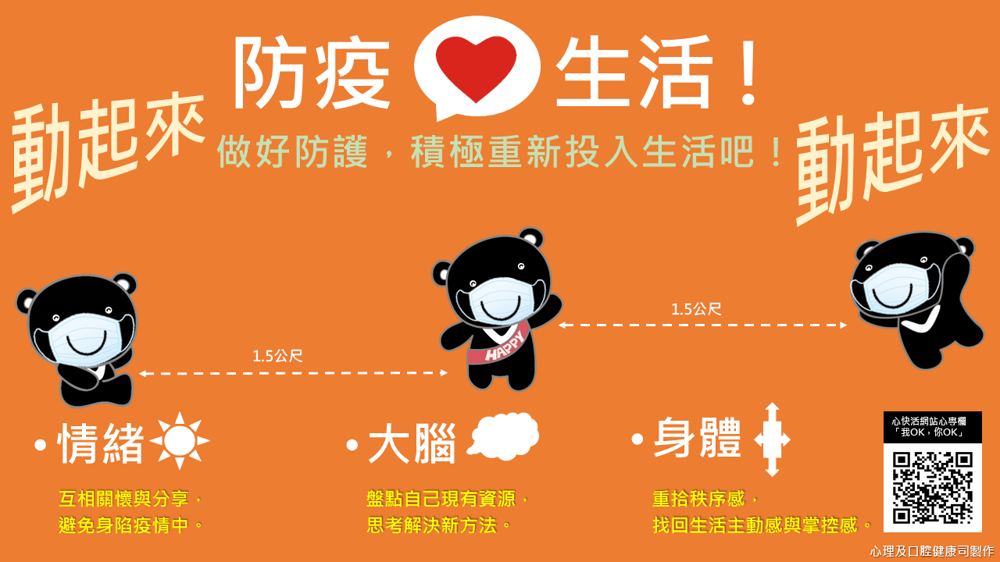 防疫 生活！
動起來
動起來
做好防護，積極重新投入生活吧！
1.5公尺
1.5公尺
HAPPY
• 情緒
互相關懷與分享，
避免身陷疫情中。
• 大腦
盤點自己現有資源，
思考解決新方法。
• 身體
重拾秩序感，
找回生活主動感與掌控感。
心快活網站心專欄
「我OK，你OK」
心理及口腔健康司製作